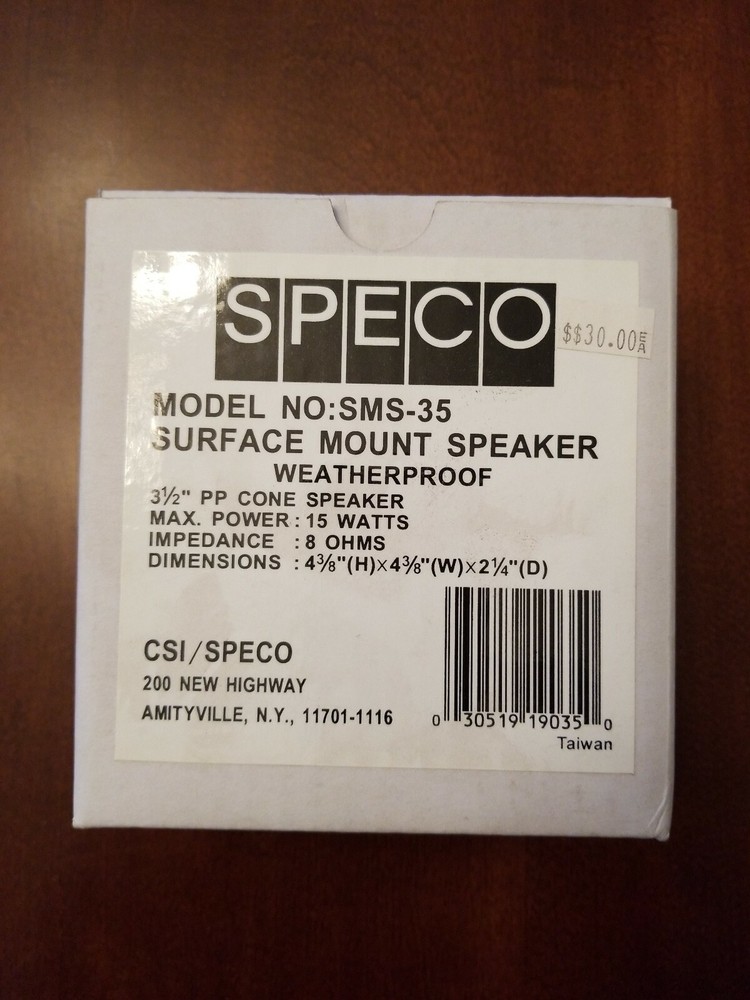 SPECO
$$30.00 EA
MODEL NO:SMS-35
SURFACE MOUNT SPEAKER
WEATHERPROOF
3½" PP CONE SPEAKER
MAX. POWER : 15 WATTS
IMPEDANCE : 8 OHMS
DIMENSIONS : 4⅜"(H)×4⅜"(W)×2¼"(D)
CSI/SPECO
200 NEW HIGHWAY
AMITYVILLE, N.Y., 11701-1116
0 30519 19035 0
Taiwan